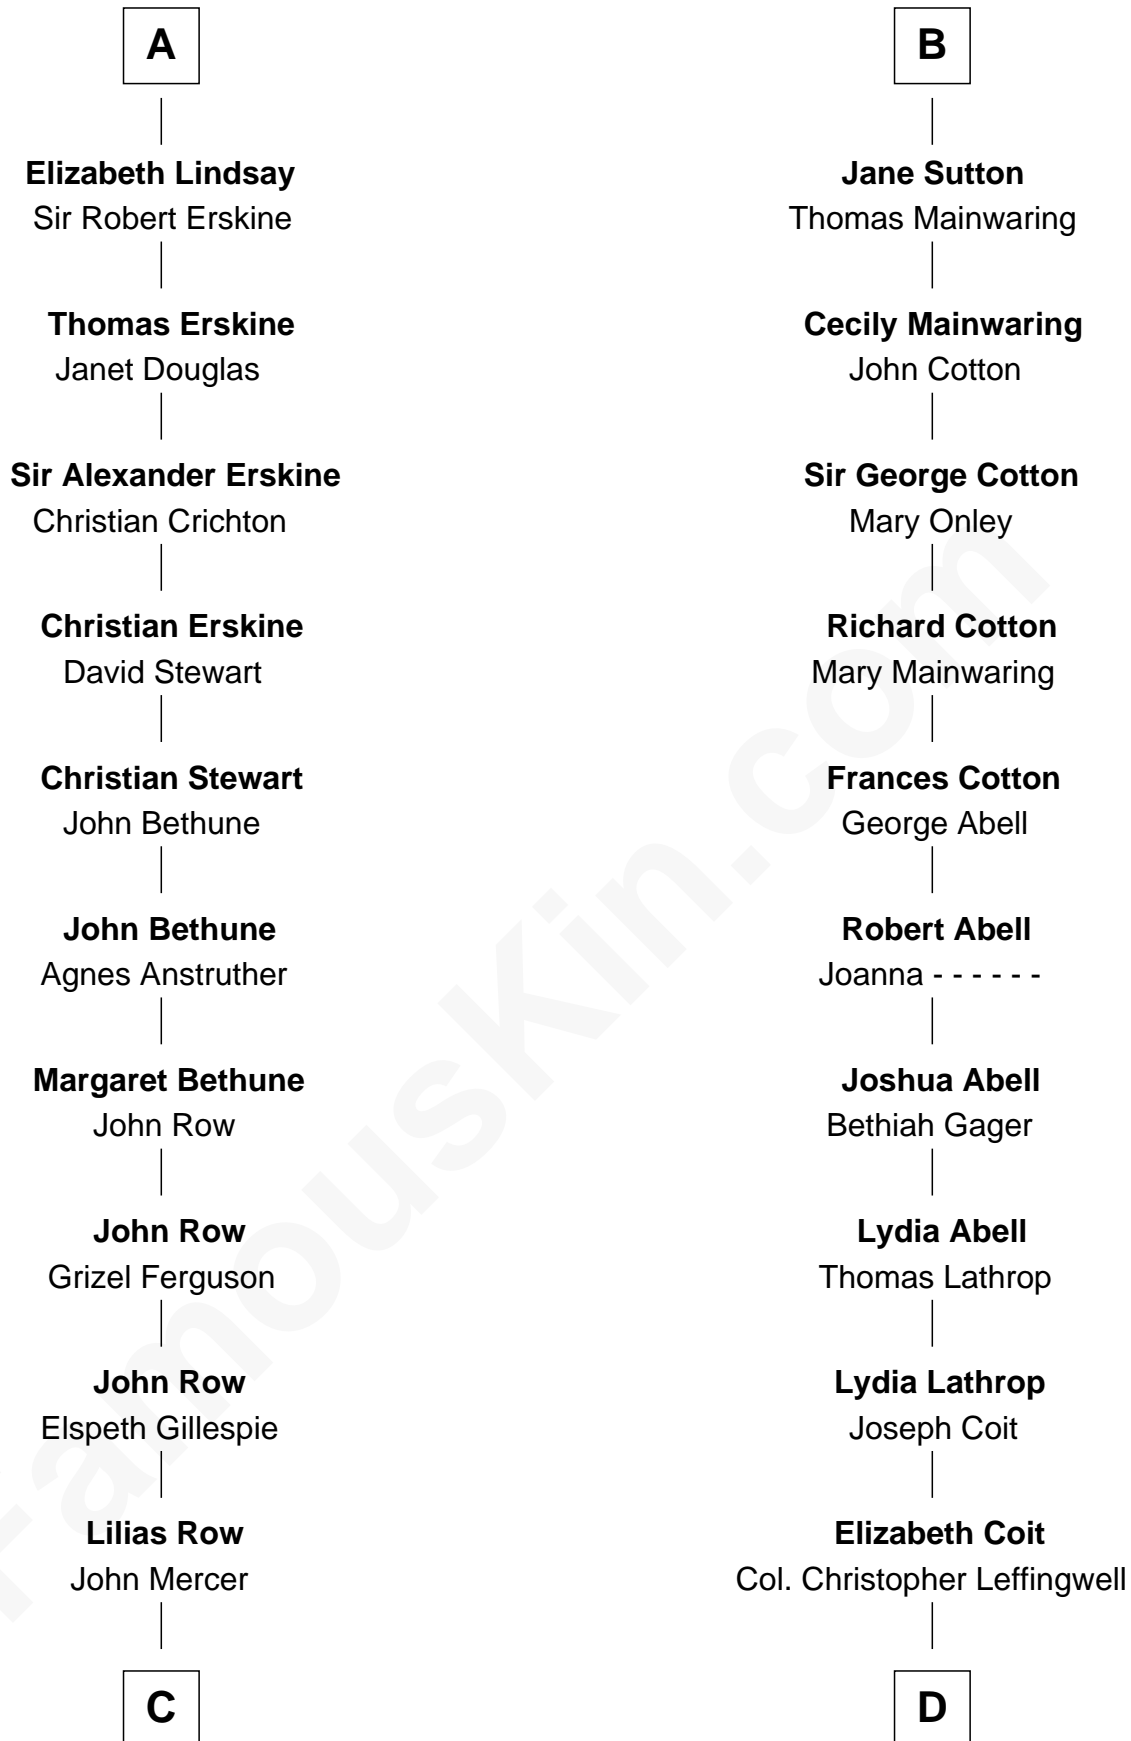 A
Elizabeth Lindsay
Sir Robert Erskine
Thomas Erskine
Janet Douglas
Sir Alexander Erskine
Christian Crichton
Christian Erskine
David Stewart
Christian Stewart
John Bethune
John Bethune
Agnes Anstruther
Margaret Bethune
John Row
John Row
Grizel Ferguson
John Row
Elspeth Gillespie
Lilias Row
John Mercer
C
B
Jane Sutton
Thomas Mainwaring
Cecily Mainwaring
John Cotton
Sir George Cotton
Mary Onley
Richard Cotton
Mary Mainwaring
Frances Cotton
George Abell
Robert Abell
Joanna - - - - - -
Joshua Abell
Bethiah Gager
Lydia Abell
Thomas Lathrop
Lydia Lathrop
Joseph Coit
Elizabeth Coit
Col. Christopher Leffingwell
D
FamousKin.com